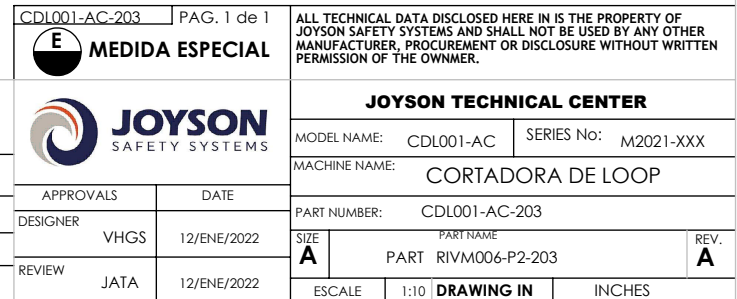 CDL001-AC-203 PAG. 1 de 1
E MEDIDA ESPECIAL
ALL TECHNICAL DATA DISCLOSED HERE IN IS THE PROPERTY OF
JOYSON SAFETY SYSTEMS AND SHALL NOT BE USED BY ANY OTHER
MANUFACTURER, PROCUREMENT OR DISCLOSURE WITHOUT WRITTEN
PERMISSION OF THE OWNMER.
JOYSON
SAFETY SYSTEMS
JOYSON TECHNICAL CENTER
MODEL NAME: CDL001-AC SERIES No: M2021-XXX
MACHINE NAME: CORTADORA DE LOOP
APPROVALS DATE
PART NUMBER: CDL001-AC-203
DESIGNER VHGS 12/ENE/2022
SIZE A
PART NAME
PART RIVM006-P2-203
REV. A
REVIEW JATA 12/ENE/2022
ESCALE 1:10 DRAWING IN INCHES